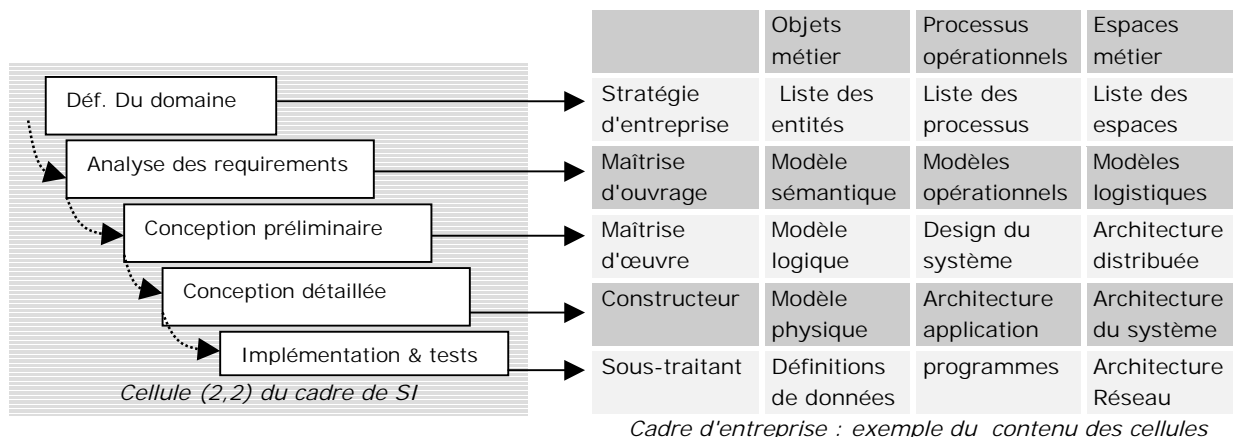 Déf. Du domaine
Analyse des requirements
Conception préliminaire
Conception détaillée
Implémentation & tests
Cellule (2,2) du cadre de SI
Objets métier
Processus opérationnels
Espaces métier
Stratégie d'entreprise
Liste des entités
Liste des processus
Liste des espaces
Maîtrise d'ouvrage
Modèle sémantique
Modèles opérationnels
Modèles logistiques
Maîtrise d'œuvre
Modèle logique
Design du système
Architecture distribuée
Constructeur
Modèle physique
Architecture application
Architecture du système
Sous-traitant
Définitions de données
programmes
Architecture Réseau
Cadre d'entreprise : exemple du contenu des cellules